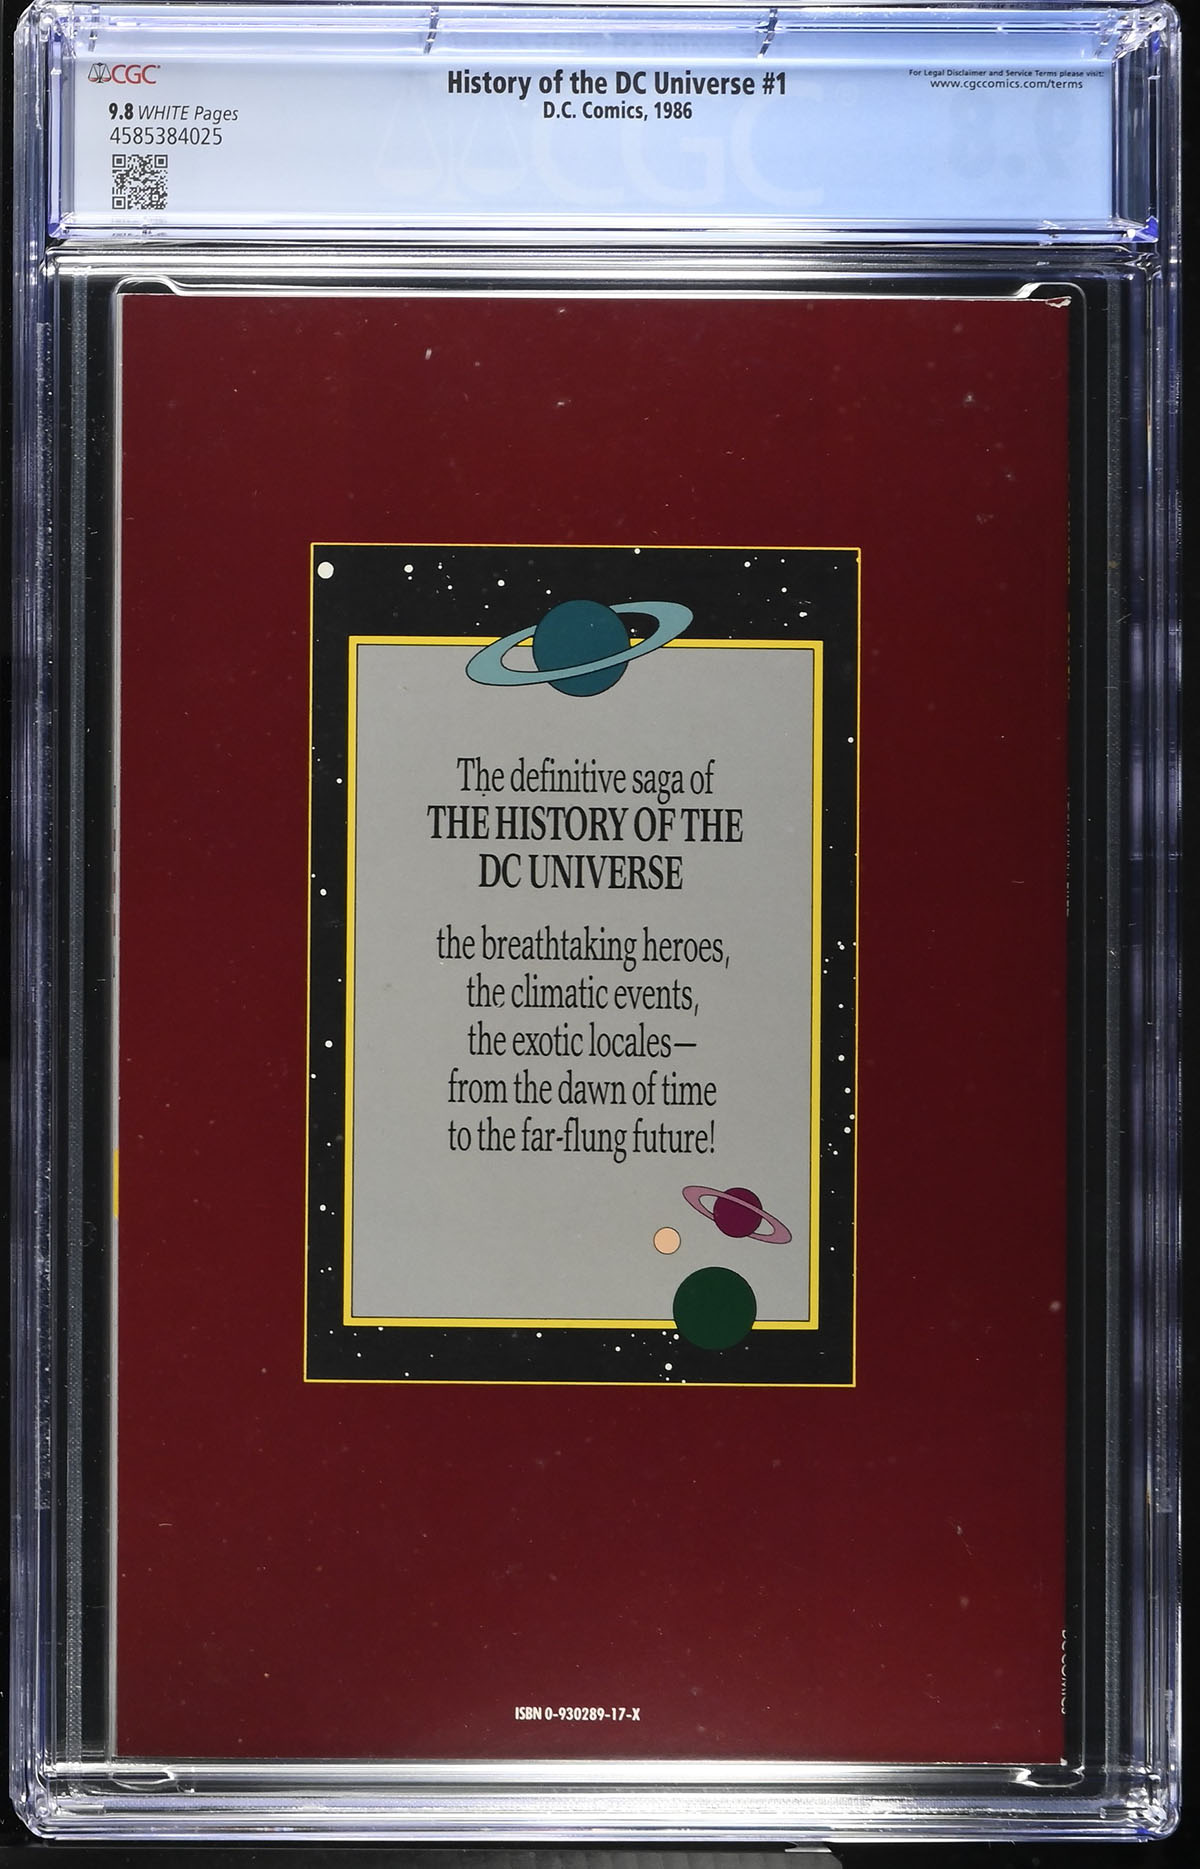 CGC
9.8 WHITE Pages
4585384025
History of the DC Universe #1
D.C. Comics, 1986
For Legal Disclaimer and Service Terms please visit:
www.cgccomics.com/terms
The definitive saga of
THE HISTORY OF THE
DC UNIVERSE
the breathtaking heroes,
the climatic events,
the exotic locales—
from the dawn of time
to the far-flung future!
ISBN 0-930289-17-X
DC COMICS